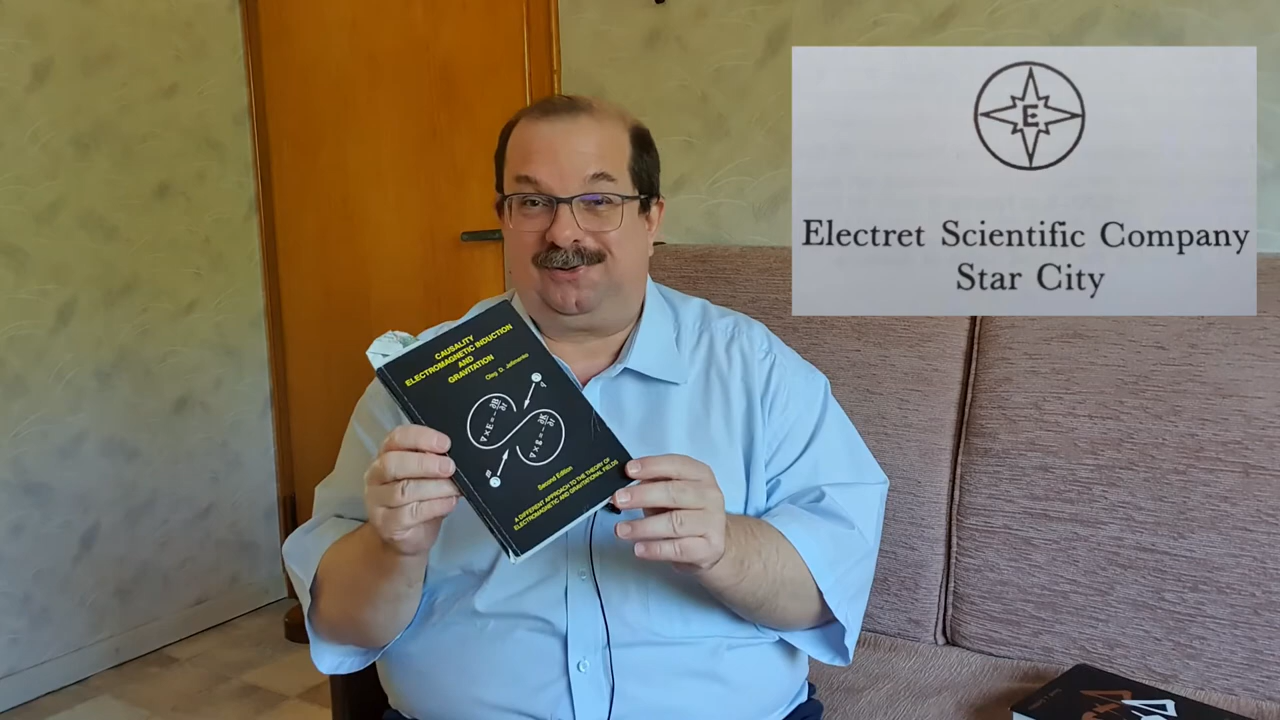 CAUSALITY
ELECTROMAGNETIC INDUCTION
AND
GRAVITATION
Oleg D. Jefimenko
q
∇×E=-∂B/∂t
∇×g=-∂K/∂t
m
Second Edition
A DIFFERENT APPROACH TO THE THEORY OF
ELECTROMAGNETIC AND GRAVITATIONAL FIELDS
E
Electret Scientific Company
Star City